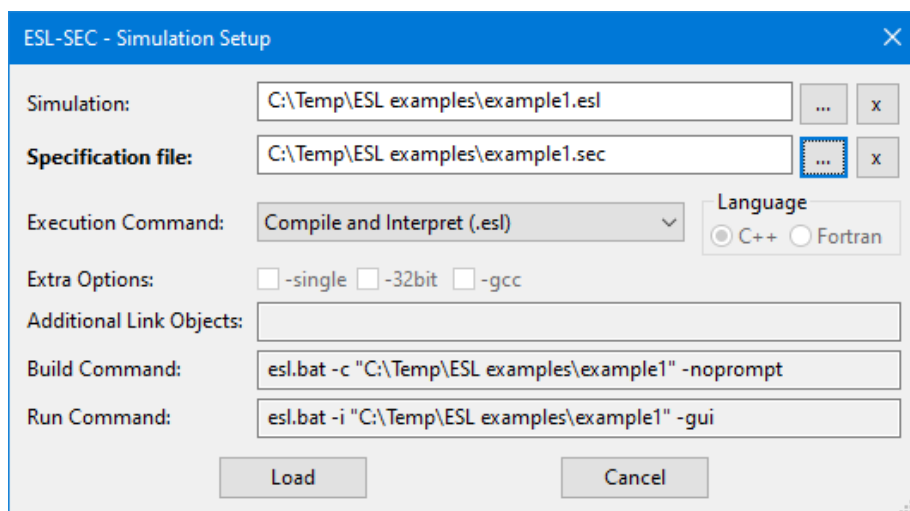 ESL-SEC - Simulation Setup
Simulation: C:\Temp\ESL examples\example1.esl ... x
Specification file: C:\Temp\ESL examples\example1.sec ... x
Language
Execution Command: Compile and Interpret (.esl) C++ Fortran
Extra Options: -single -32bit -gcc
Additional Link Objects:
Build Command: esl.bat -c "C:\Temp\ESL examples\example1" -noprompt
Run Command: esl.bat -i "C:\Temp\ESL examples\example1" -gui
Load Cancel